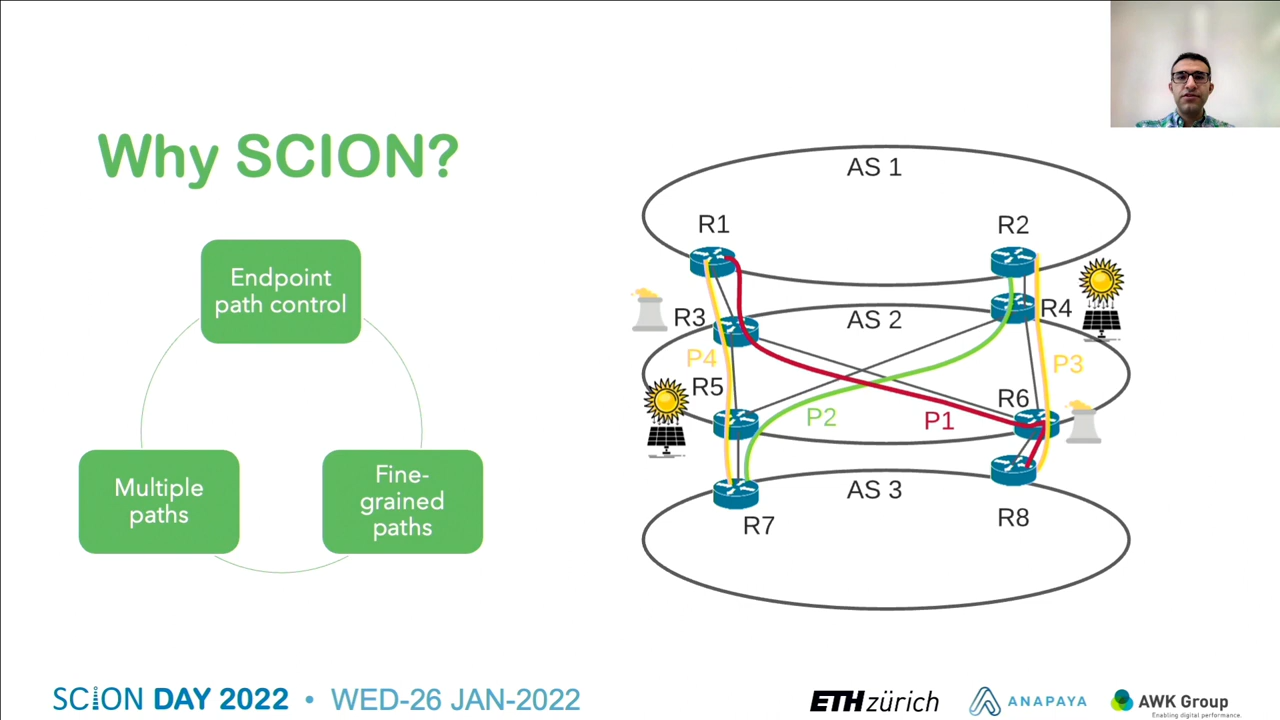 Why SCION?
Endpoint
path control
Multiple
paths
Fine-
grained
paths
AS 1
R1
R2
R3
AS 2
R4
P4
R5
P3
R6
P2
P1
AS 3
R7
R8
SCION DAY 2022 • WED-26 JAN-2022
ETH zürich
ANAPAYA
AWK Group
Enabling digital performance.